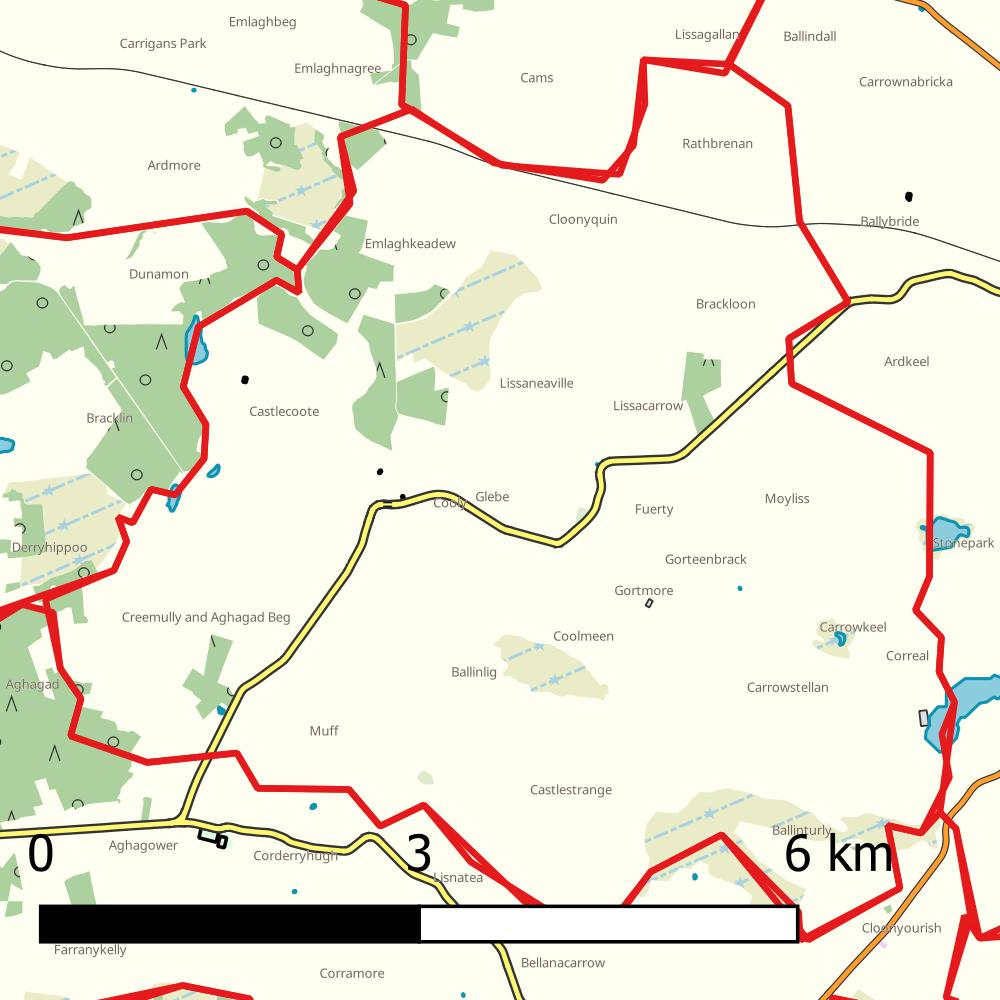 Emlaghbeg
Carrigans Park
Lissagallan
Ballindall
Emlaghnagree
Cams
Carrownabricka
Rathbrenan
Ardmore
Cloonyquin
Ballybride
Emlaghkeadew
Dunamon
Brackloon
Ardkeel
Lissaneaville
Lissacarrow
Castlecoote
Bracklin
Cooly
Glebe
Moyliss
Fuerty
Derryhippoo
Stonepark
Gorteenbrack
Gortmore
Creemully and Aghagad Beg
Carrowkeel
Coolmeen
Correal
Ballinlig
Aghagad
Carrowstellan
Muff
Castlestrange
Ballinturly
Aghagower
Corderryhugh
0
3
6 km
Lisnatea
Cloonyourish
Farranykelly
Bellanacarrow
Corramore